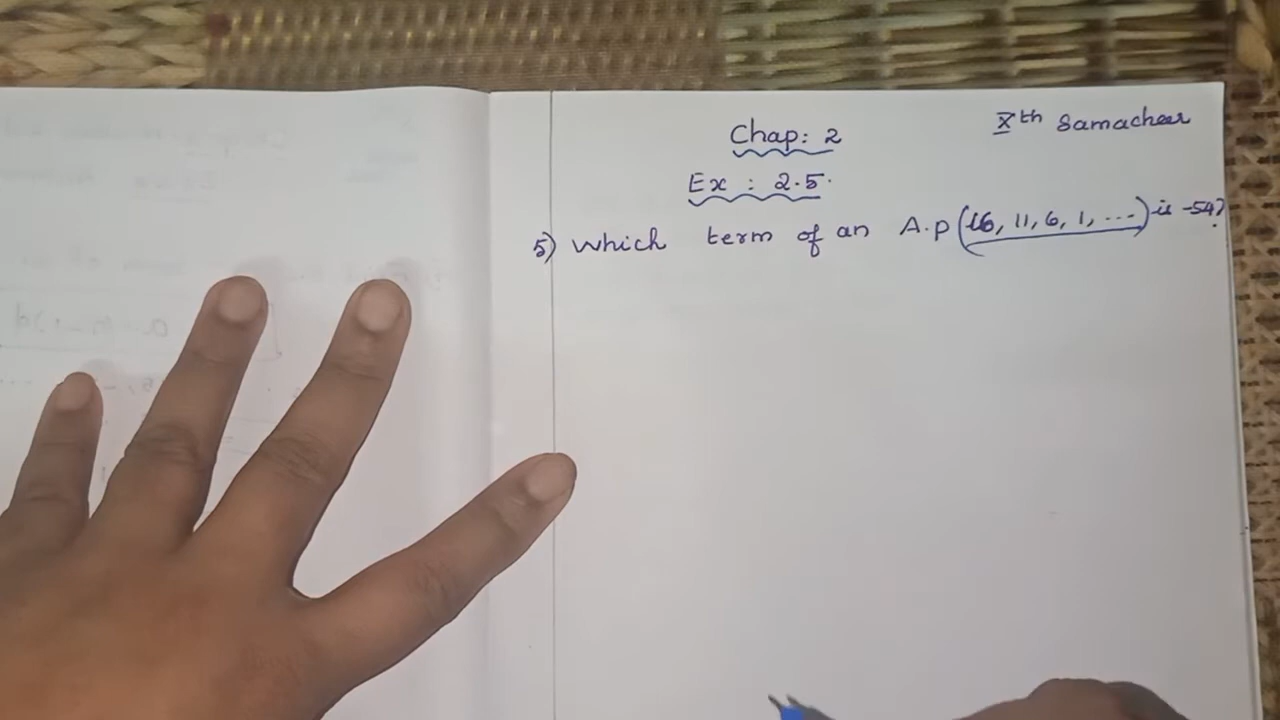 Xth Samacheer
Chap: 2
Ex : 2.5.
5) Which term of an A.p (16, 11, 6, 1, ...) is -54?